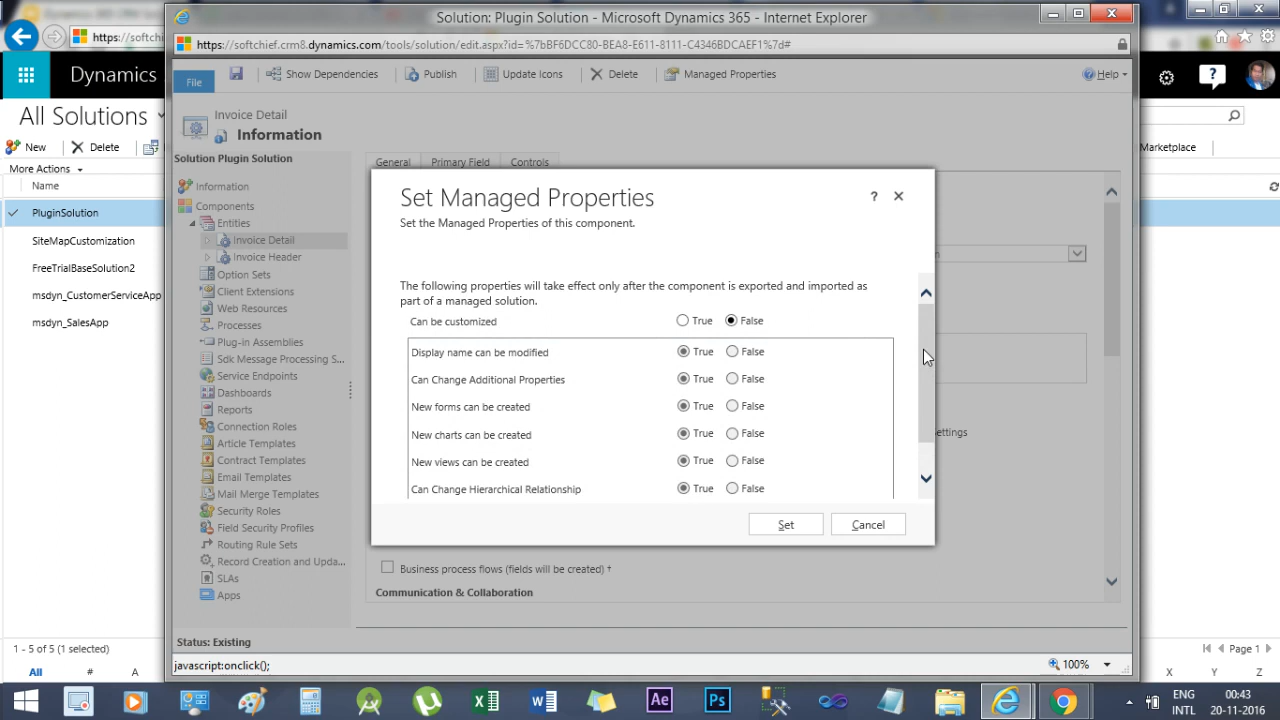 Solution: Plugin Solution - Microsoft Dynamics 365 - Internet Explorer
https://softchief.crm8.dynamics.com/tools/solution/edit.aspx?id=%7bBF6DCC80-BEA8-E611-8111-C4346BDCAEF1%7d#
https://softchi
Dynamics
File
Show Dependencies
Publish
Update Icons
Delete
Managed Properties
Help
All Solutions
New
Delete
More Actions
Name
PluginSolution
SiteMapCustomization
FreeTrialBaseSolution2
msdyn_CustomerServiceApp
msdyn_SalesApp
1 - 5 of 5 (1 selected)
All
#
A
Invoice Detail
Information
Solution Plugin Solution
Information
Components
Entities
Invoice Detail
Invoice Header
Option Sets
Client Extensions
Web Resources
Processes
Plug-in Assemblies
Sdk Message Processing S...
Service Endpoints
Dashboards
Reports
Connection Roles
Article Templates
Contract Templates
Email Templates
Mail Merge Templates
Security Roles
Field Security Profiles
Routing Rule Sets
Record Creation and Upda...
SLAs
Apps
Status: Existing
javascript:onclick();
General
Primary Field
Controls
Set Managed Properties
?
Set the Managed Properties of this component.
The following properties will take effect only after the component is exported and imported as
part of a managed solution.
Can be customized True False
Display name can be modified True False
Can Change Additional Properties True False
New forms can be created True False
New charts can be created True False
New views can be created True False
Can Change Hierarchical Relationship True False
Set
Cancel
ettings
Business process flows (fields will be created) †
Communication & Collaboration
100%
Marketplace
Page 1
X
Y
Z
Ae
Ps
ENG
INTL
00:43
20-11-2016